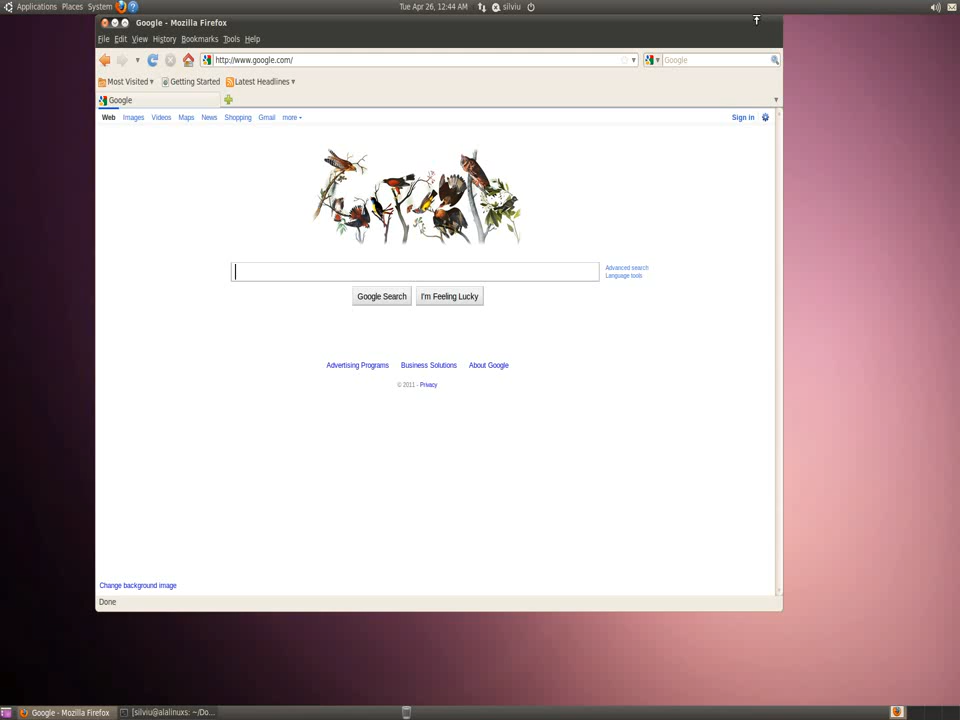 Applications Places System Tue Apr 26, 12:44 AM silviu
Google - Mozilla Firefox
File Edit View History Bookmarks Tools Help
http://www.google.com/ Google
Most Visited Getting Started Latest Headlines
Google
Web Images Videos Maps News Shopping Gmail more Sign in
Advanced search
Language tools
Google Search I'm Feeling Lucky
Advertising Programs Business Solutions About Google
© 2011 - Privacy
Change background image
Done
Google - Mozilla Firefox [silviu@alalinuxs: ~/Do...